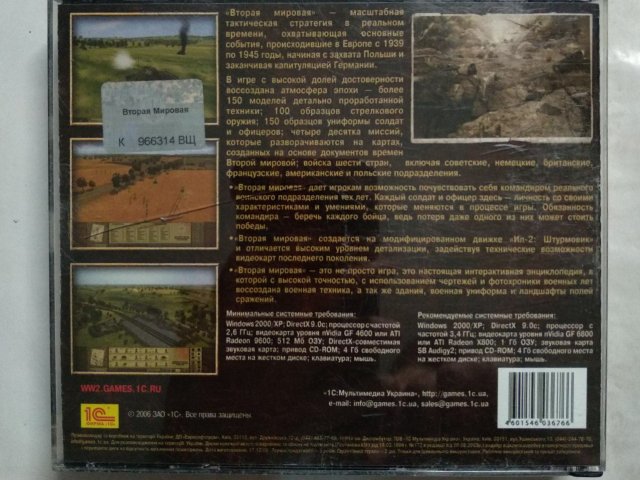 «Вторая мировая» — масштабная
тактическая стратегия в реальном
времени, охватывающая основные
события, происходившие в Европе с 1939
по 1945 годы, начиная с захвата Польши и
заканчивая капитуляцией Германии.
В игре с высокой долей достоверности
воссоздана атмосфера эпохи — более
150 моделей детально проработанной
техники; 100 образцов стрелкового
оружия; 150 образцов униформы солдат
и офицеров; четыре десятка миссий,
которые разворачиваются на картах,
созданных на основе документов времен
Второй мировой; войска шести стран, включая советские, немецкие, британские,
французские, американские и польские подразделения.
Вторая Мировая
К 966314 ВЩ
• «Вторая мировая» дает игрокам возможность почувствовать себя командиром реального
воинского подразделения тех лет. Каждый солдат и офицер здесь — личность со своими
характеристиками и умениями, которые меняются в процессе игры. Обязанность
командира — беречь каждого бойца, ведь потеря даже одного из них может стоить
победы.
• «Вторая мировая» создается на модифицированном движке «Ил-2: Штурмовик»
и отличается высоким уровнем детализации, задействуя технические возможности
видеокарт последнего поколения.
• «Вторая мировая» — это не просто игра, это настоящая интерактивная энциклопедия, в
которой с высокой точностью, с использованием чертежей и фотохроники военных лет
воссоздана военная техника, а так же здания, военная униформа и ландшафты полей
сражений.
Минимальные системные требования:
Windows 2000/XP; DirectX 9.0c; процессор с частотой
2,6 ГГц; видеокарта уровня nVidia GF 4600 или ATI
Radeon 9600; 512 Мб ОЗУ; DirectX-совместимая
звуковая карта; привод CD-ROM; 4 Гб свободного
места на жестком диске; клавиатура; мышь.
Рекомендуемые системные требования:
Windows 2000/XP; DirectX 9.0c; процессор с
частотой 3,4 ГГц; видеокарта уровня nVidia GF 6800
или ATI Radeon X800; 1 Гб ОЗУ; звуковая карта
SB Audigy2; привод CD-ROM; 4 Гб свободного места
на жестком диске; клавиатура; мышь.
WW2.GAMES.1C.RU
1С
ФИРМА «1С»
© 2006 ЗАО «1С». Все права защищены.
«1С:Мультимедиа Украина», http://games.1c.ua,
e-mail: info@games.1c.ua, sales@games.1c.ua
4601546036766